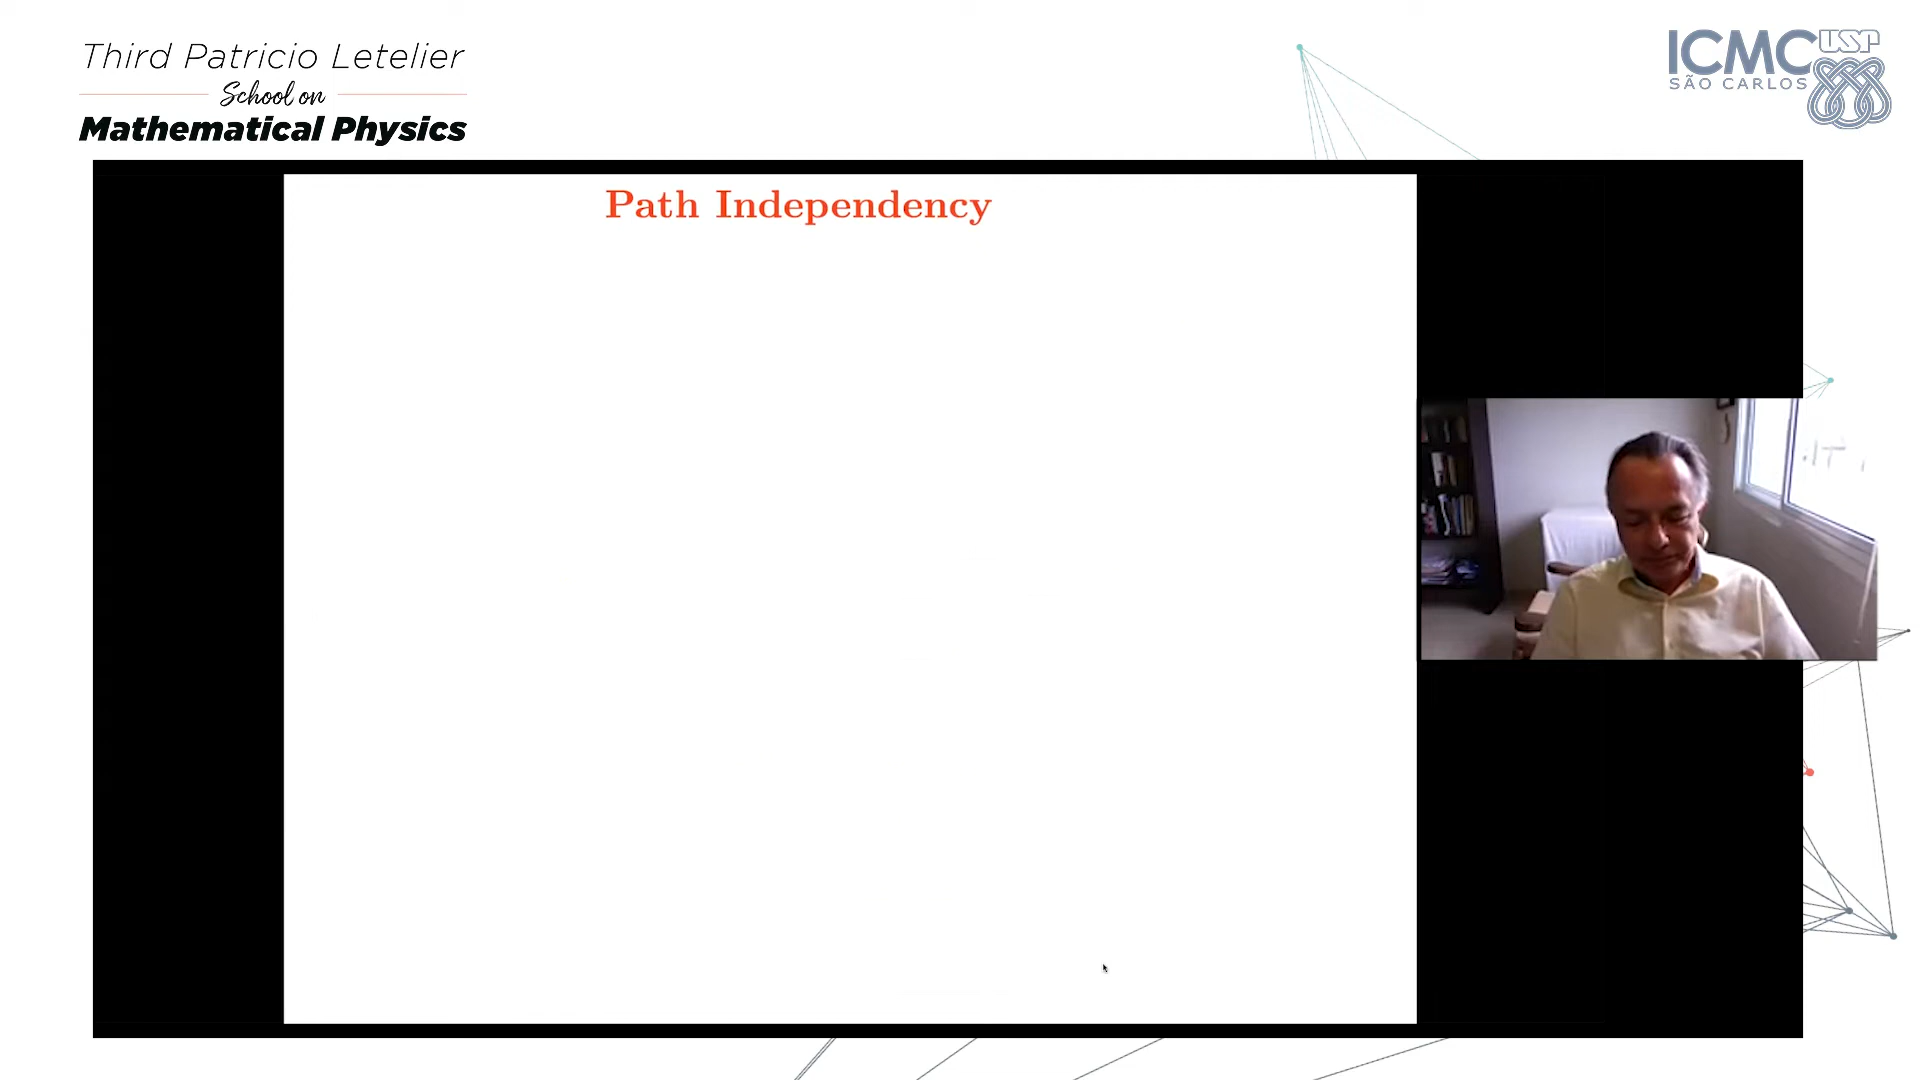 Third Patricio Letelier
School on
Mathematical Physics
ICMC USP
SÃO CARLOS
Path Independency